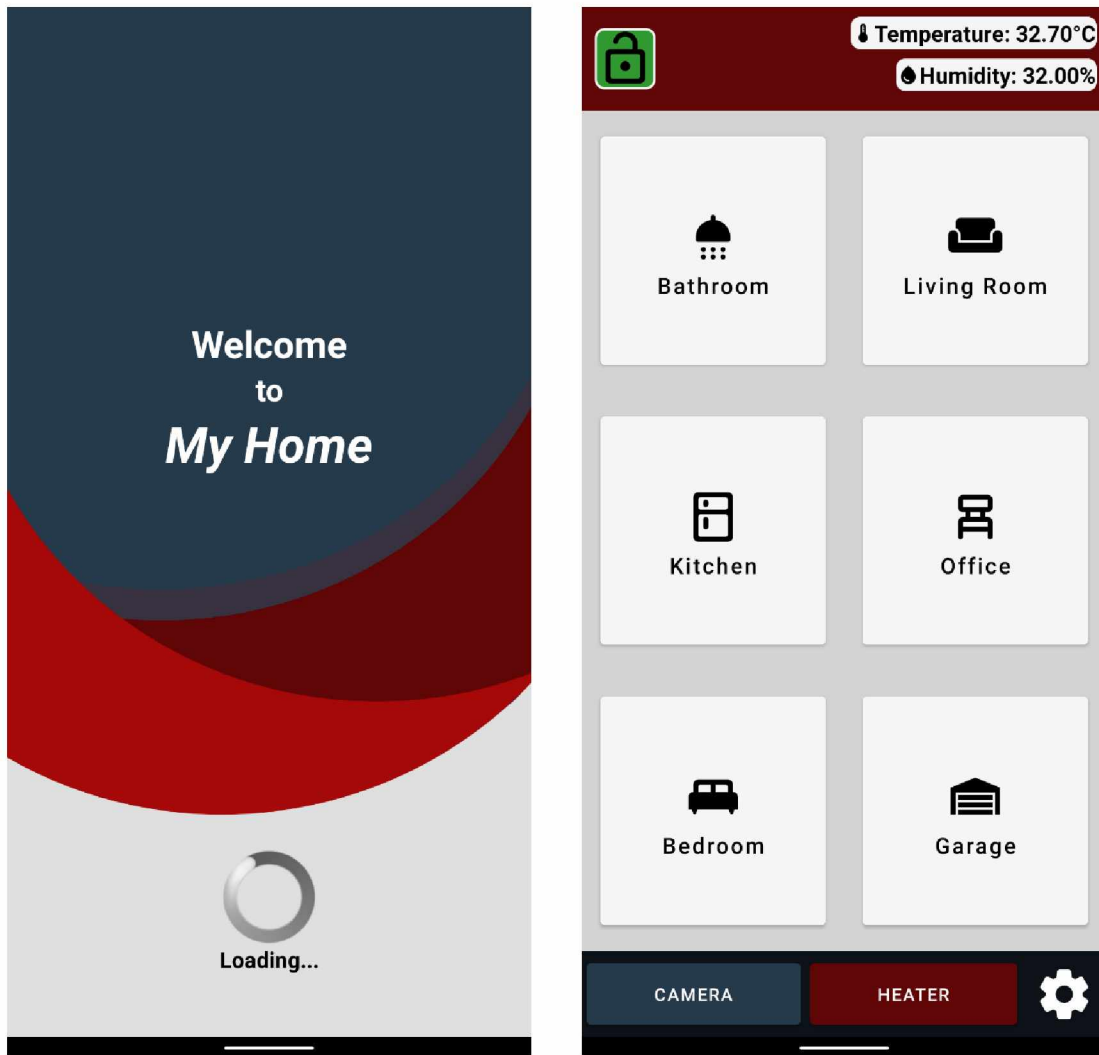 Welcome
to
My Home
Loading...
Temperature: 32.70°C
Humidity: 32.00%
Bathroom
Living Room
Kitchen
Office
Bedroom
Garage
CAMERA
HEATER